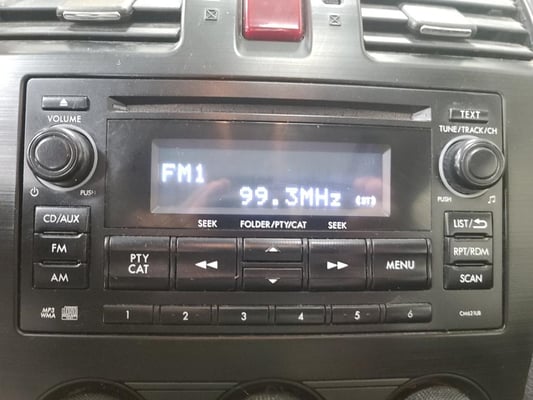 TEXT
VOLUME
TUNE/TRACK/CH
FM1
99.3MHz
PUSH
PUSH
CD/AUX
SEEK
FOLDER/PTY/CAT
SEEK
LIST/
FM
PTY
CAT
MENU
RPT/RDM
AM
SCAN
MP3
WMA
1
2
3
4
5
6
CM621UB